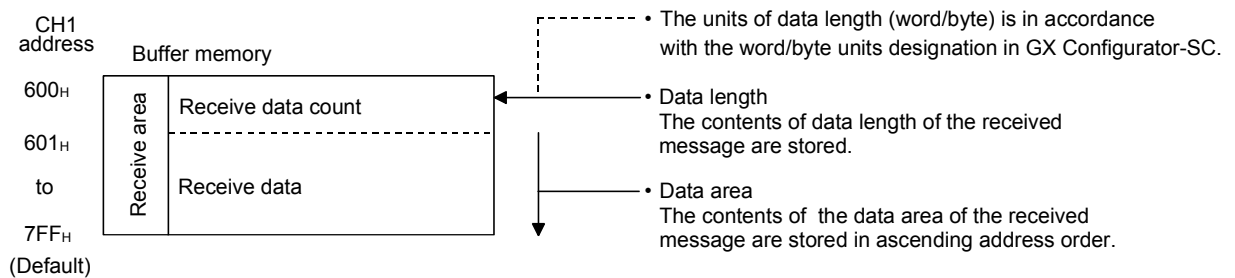 CH1
address
Buffer memory
600H
601H
to
7FFH
(Default)
Receive area
Receive data count
Receive data
• The units of data length (word/byte) is in accordance
with the word/byte units designation in GX Configurator-SC.
• Data length
The contents of data length of the received
message are stored.
• Data area
The contents of the data area of the received
message are stored in ascending address order.